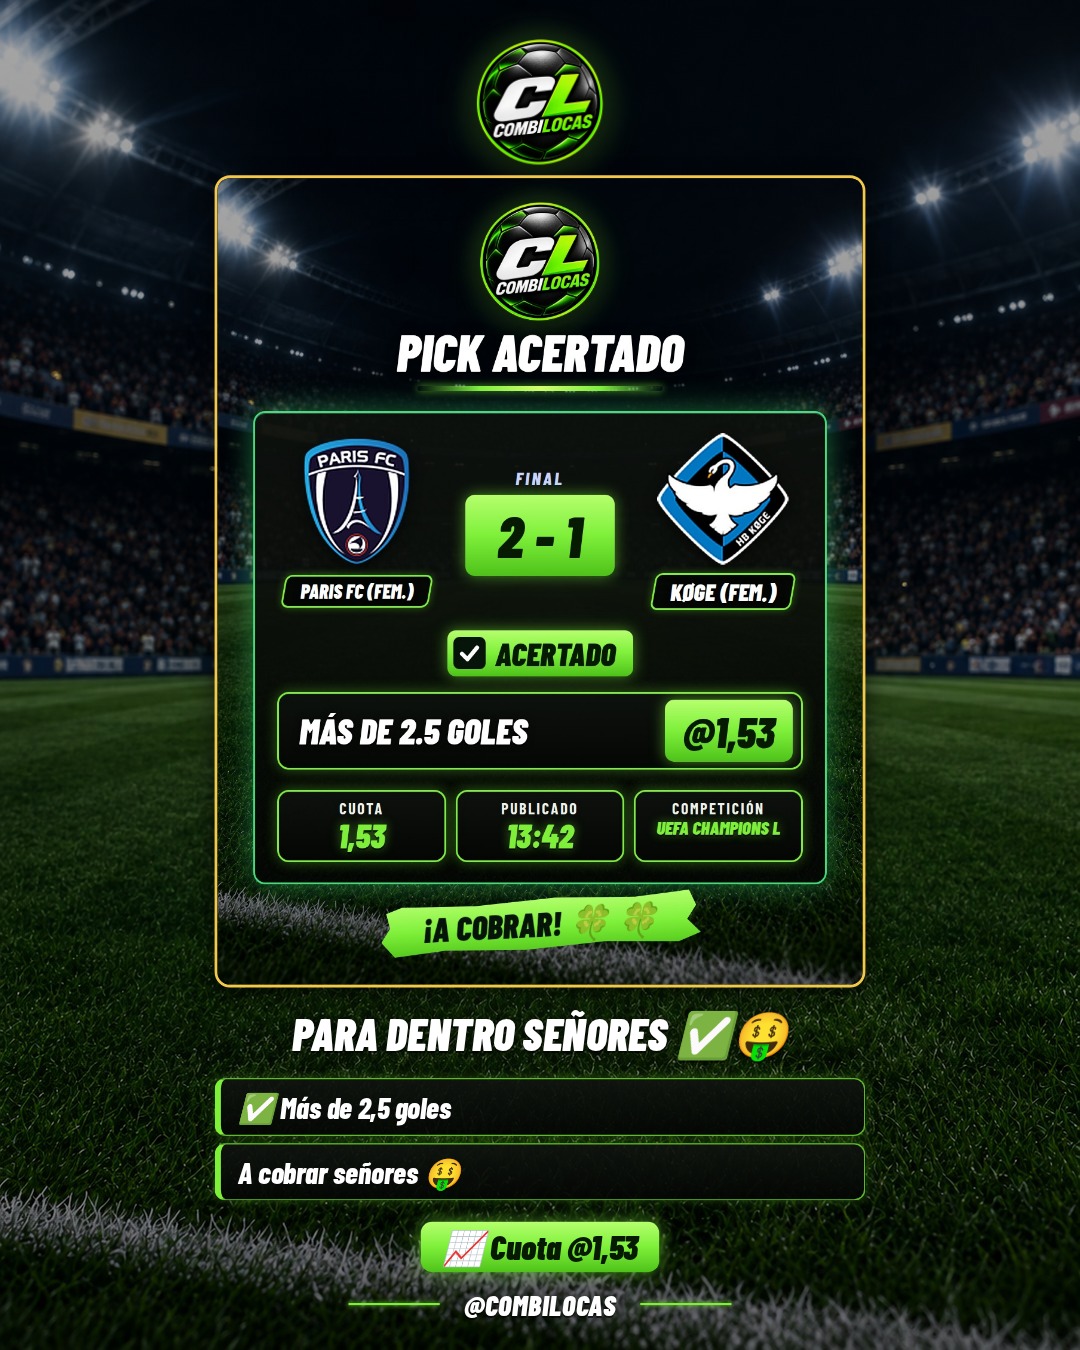 CL
COMBILOCAS
CL
COMBILOCAS
PICK ACERTADO
PARIS FC
HB KØGE
FINAL
2 - 1
PARIS FC (FEM.)
KØGE (FEM.)
ACERTADO
MÁS DE 2.5 GOLES
@1,53
CUOTA
1,53
PUBLICADO
13:42
COMPETICIÓN
UEFA CHAMPIONS L
¡A COBRAR! 🍀 🍀
PARA DENTRO SEÑORES ✅🤑
✅ Más de 2,5 goles
A cobrar señores 🤑
📈 Cuota @1,53
@COMBILOCAS